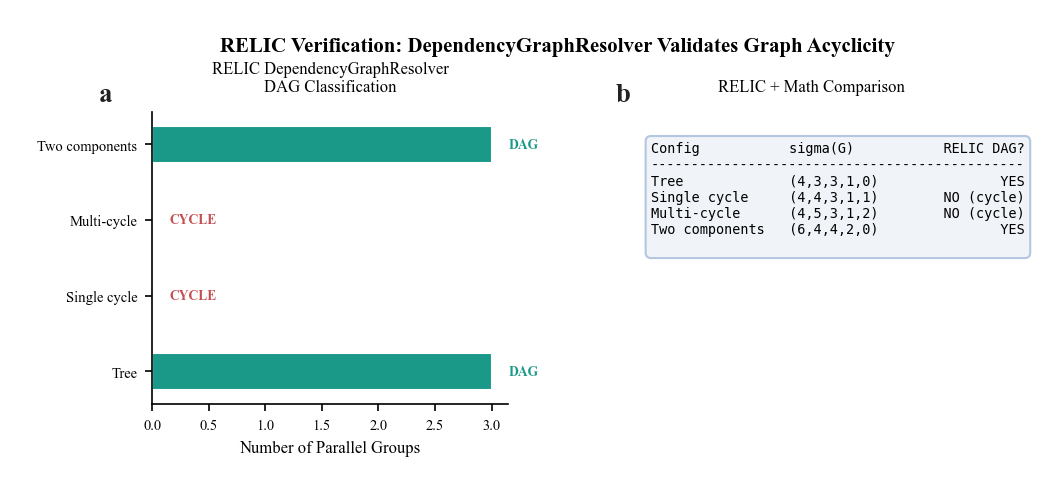 RELIC Verification: DependencyGraphResolver Validates Graph Acyclicity
a
RELIC DependencyGraphResolver
DAG Classification
Two components
DAG
Multi-cycle
CYCLE
Single cycle
CYCLE
Tree
DAG
0.0 0.5 1.0 1.5 2.0 2.5 3.0
Number of Parallel Groups
b
RELIC + Math Comparison
Config sigma(G) RELIC DAG?
----------------------------------------------
Tree (4,3,3,1,0) YES
Single cycle (4,4,3,1,1) NO (cycle)
Multi-cycle (4,5,3,1,2) NO (cycle)
Two components (6,4,4,2,0) YES